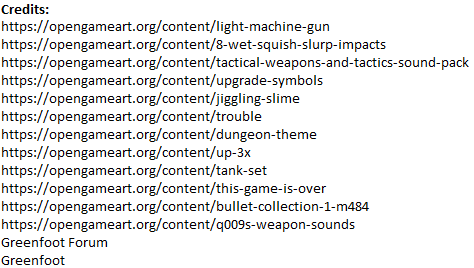 Credits:
https://opengameart.org/content/light-machine-gun
https://opengameart.org/content/8-wet-squish-slurp-impacts
https://opengameart.org/content/tactical-weapons-and-tactics-sound-pack
https://opengameart.org/content/upgrade-symbols
https://opengameart.org/content/jiggling-slime
https://opengameart.org/content/trouble
https://opengameart.org/content/dungeon-theme
https://opengameart.org/content/up-3x
https://opengameart.org/content/tank-set
https://opengameart.org/content/this-game-is-over
https://opengameart.org/content/bullet-collection-1-m484
https://opengameart.org/content/q009s-weapon-sounds
Greenfoot Forum
Greenfoot